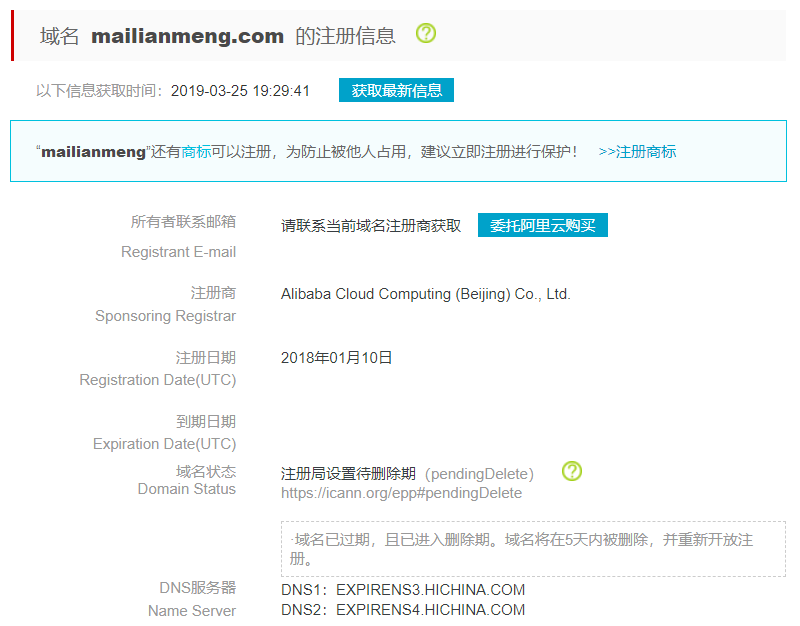 域名 mailianmeng.com 的注册信息 ?
以下信息获取时间：2019-03-25 19:29:41 获取最新信息
“mailianmeng”还有商标可以注册，为防止被他人占用，建议立即注册进行保护！ >>注册商标
所有者联系邮箱 请联系当前域名注册商获取 委托阿里云购买
Registrant E-mail
注册商 Alibaba Cloud Computing (Beijing) Co., Ltd.
Sponsoring Registrar
注册日期 2018年01月10日
Registration Date(UTC)
到期日期
Expiration Date(UTC)
域名状态 注册局设置待删除期（pendingDelete） ?
Domain Status https://icann.org/epp#pendingDelete
·域名已过期，且已进入删除期。域名将在5天内被删除，并重新开放注
册。
DNS服务器 DNS1：EXPIRENS3.HICHINA.COM
Name Server DNS2：EXPIRENS4.HICHINA.COM